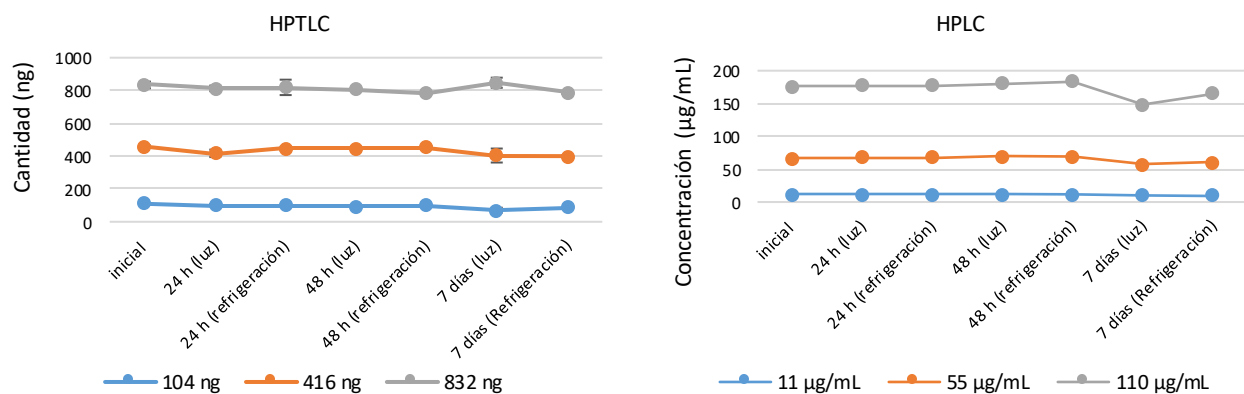 HPTLC
Cantidad (ng)
1000
800
600
400
200
0
inicial
24 h (luz)
24 h (refrigeración)
48 h (luz)
48 h (refrigeración)
7 días (luz)
7 días (Refrigeración)
104 ng 416 ng 832 ng
HPLC
Concentración (µg/mL)
200
150
100
50
0
inicial
24 h (luz)
24 h (refrigeración)
48 h (luz)
48 h (refrigeración)
7 días (luz)
7 días (Refrigeración)
11 µg/mL 55 µg/mL 110 µg/mL